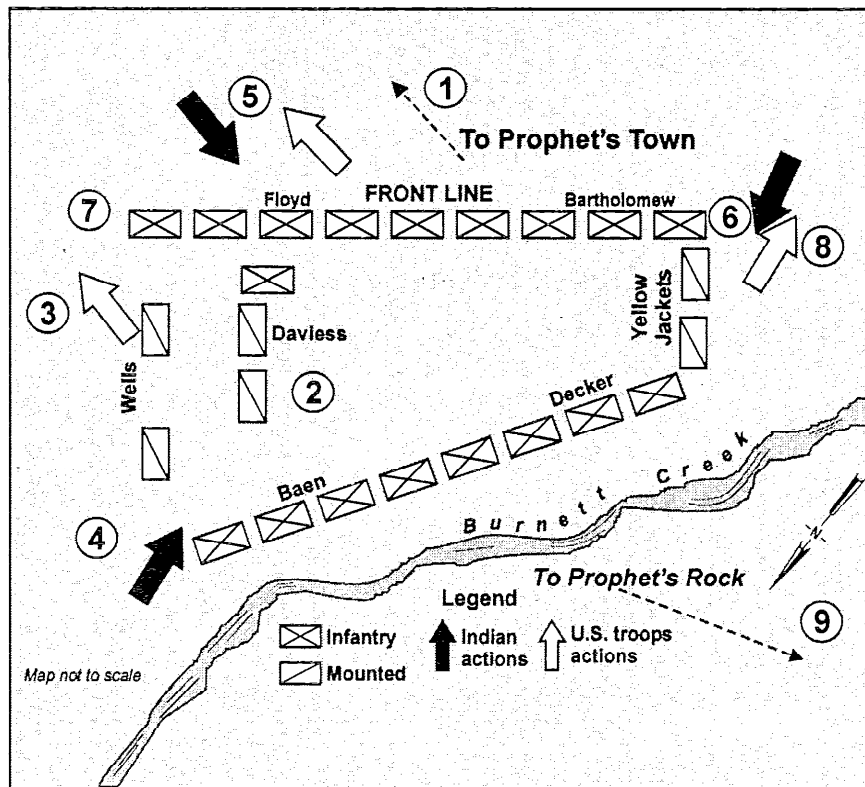 5
1
To Prophet's Town
7
Floyd
FRONT LINE
Bartholomew
6
8
3
Wells
Daviess
2
Yellow
Jackets
Decker
Baen
4
Burnett Creek
N
To Prophet's Rock
9
Legend
Infantry
Mounted
Indian
actions
U.S. troops
actions
Map not to scale